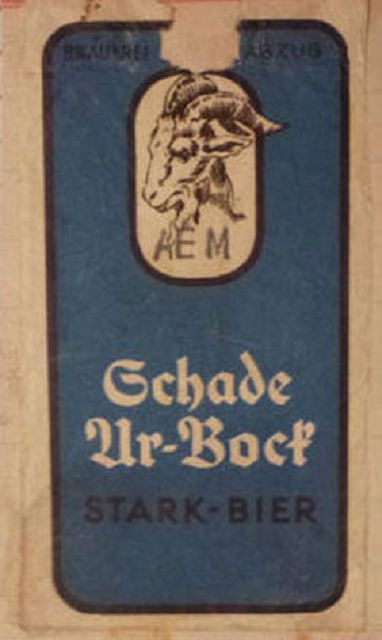 BRAUEREI ABZUG
AEM
Schade
Ur-Bock
STARK-BIER